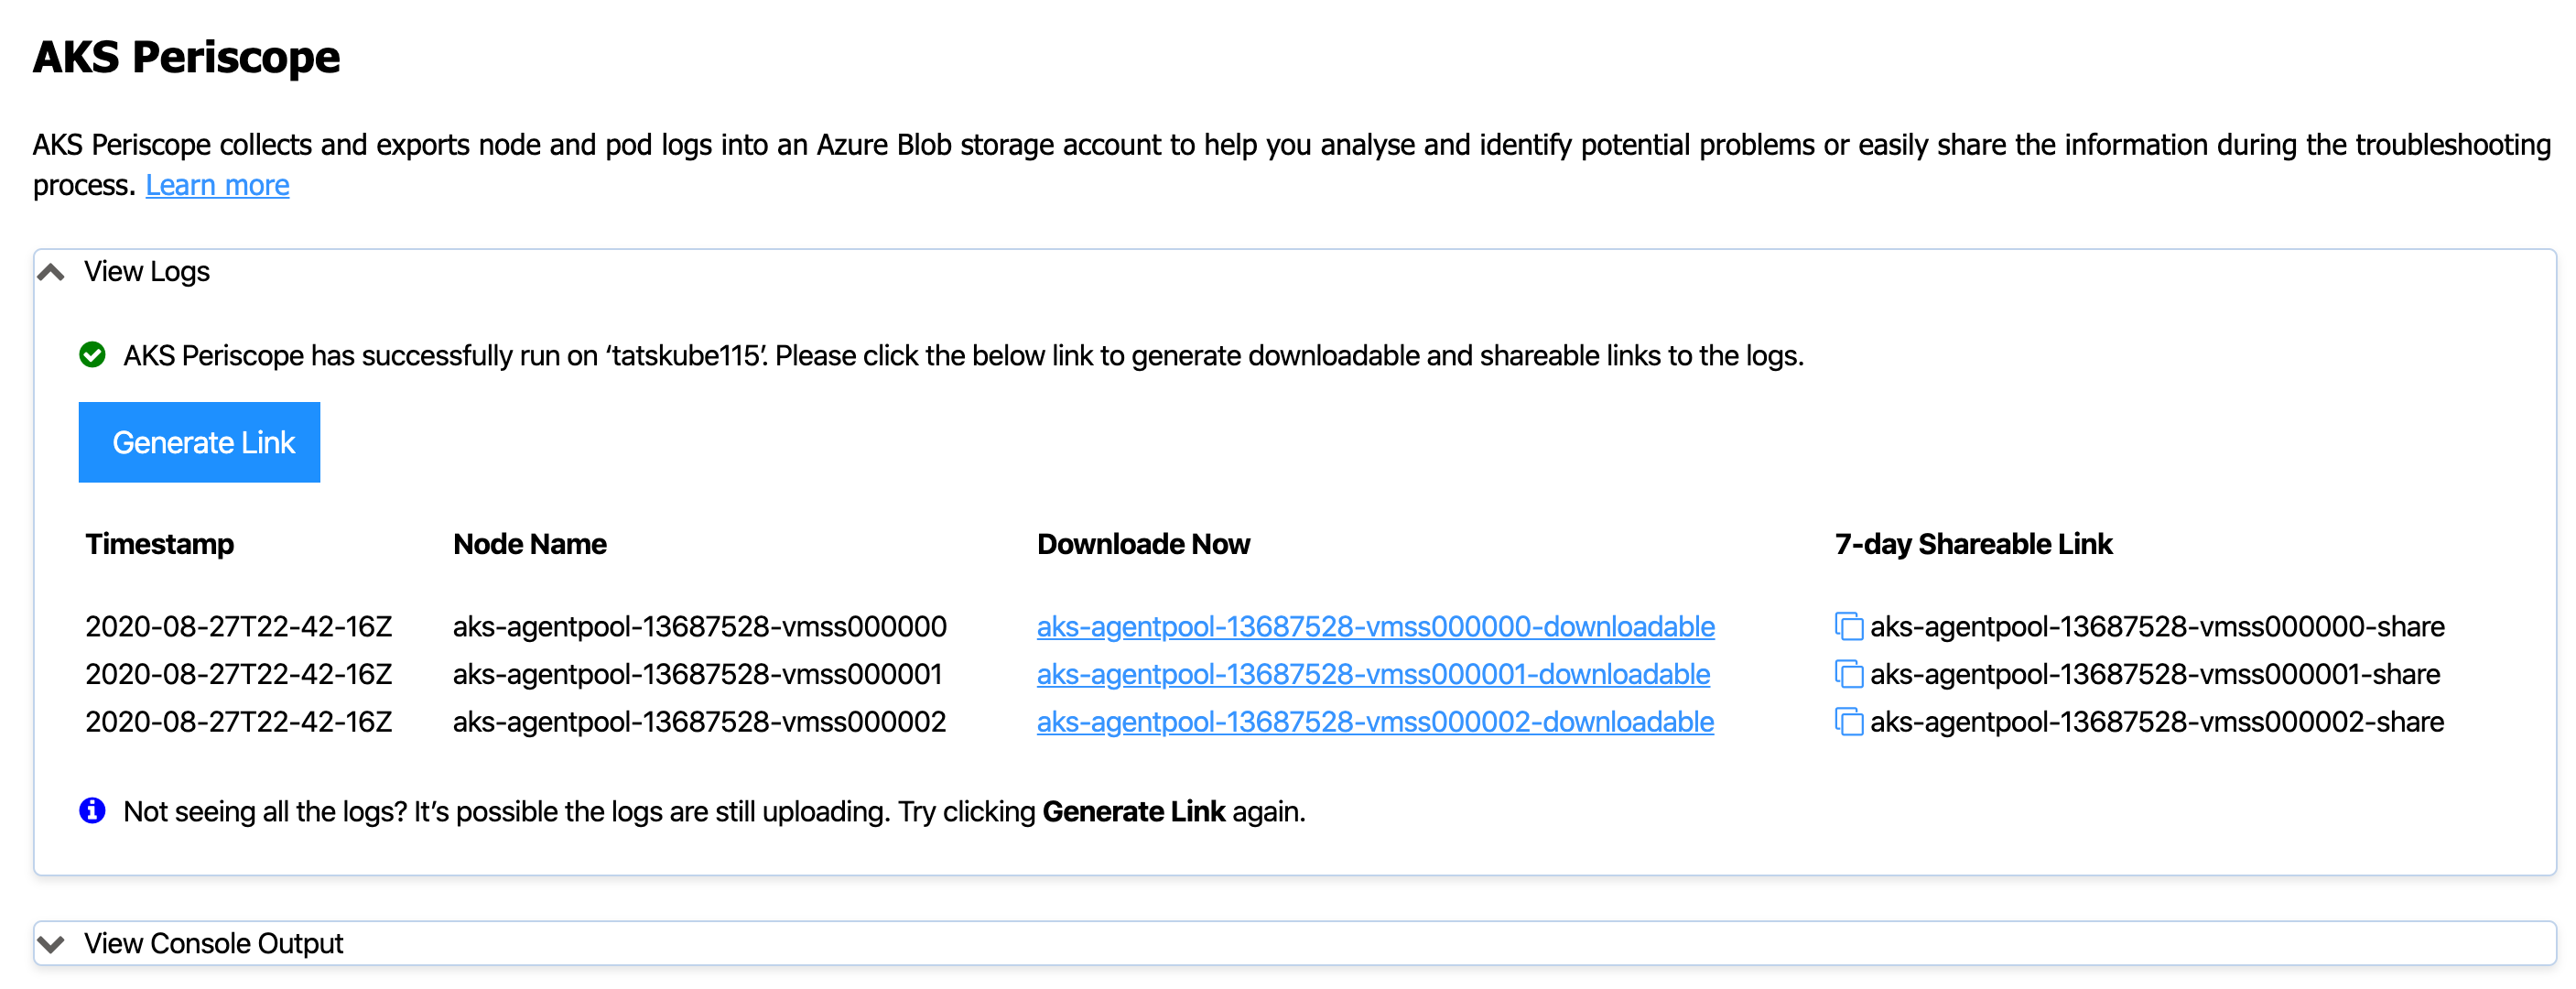 AKS Periscope
AKS Periscope collects and exports node and pod logs into an Azure Blob storage account to help you analyse and identify potential problems or easily share the information during the troubleshooting
process. Learn more
View Logs
AKS Periscope has successfully run on ‘tatskube115’. Please click the below link to generate downloadable and shareable links to the logs.
Generate Link
Timestamp Node Name Downloade Now 7-day Shareable Link
2020-08-27T22-42-16Z aks-agentpool-13687528-vmss000000 aks-agentpool-13687528-vmss000000-downloadable aks-agentpool-13687528-vmss000000-share
2020-08-27T22-42-16Z aks-agentpool-13687528-vmss000001 aks-agentpool-13687528-vmss000001-downloadable aks-agentpool-13687528-vmss000001-share
2020-08-27T22-42-16Z aks-agentpool-13687528-vmss000002 aks-agentpool-13687528-vmss000002-downloadable aks-agentpool-13687528-vmss000002-share
Not seeing all the logs? It’s possible the logs are still uploading. Try clicking Generate Link again.
View Console Output